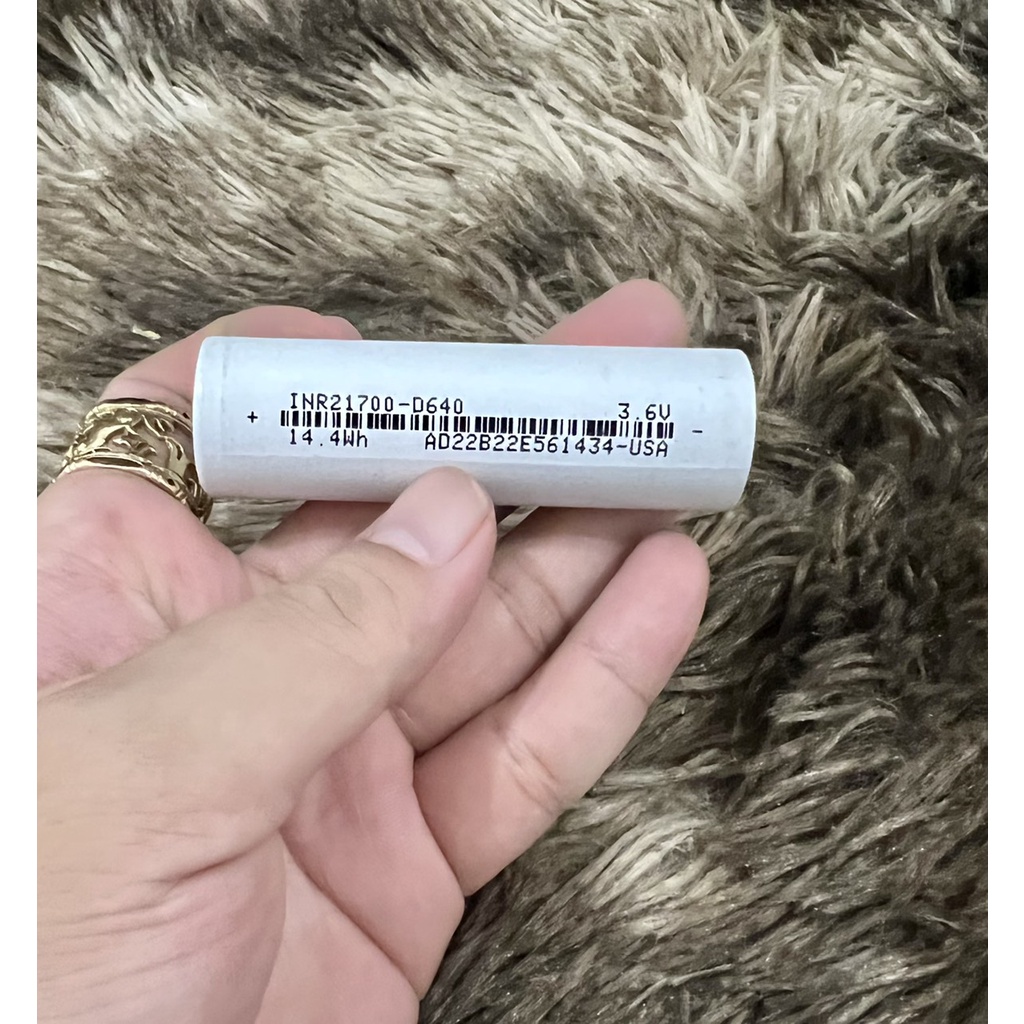 INR21700-D640 3.6V
+ -
14.4Wh AD22B22E561434-USA